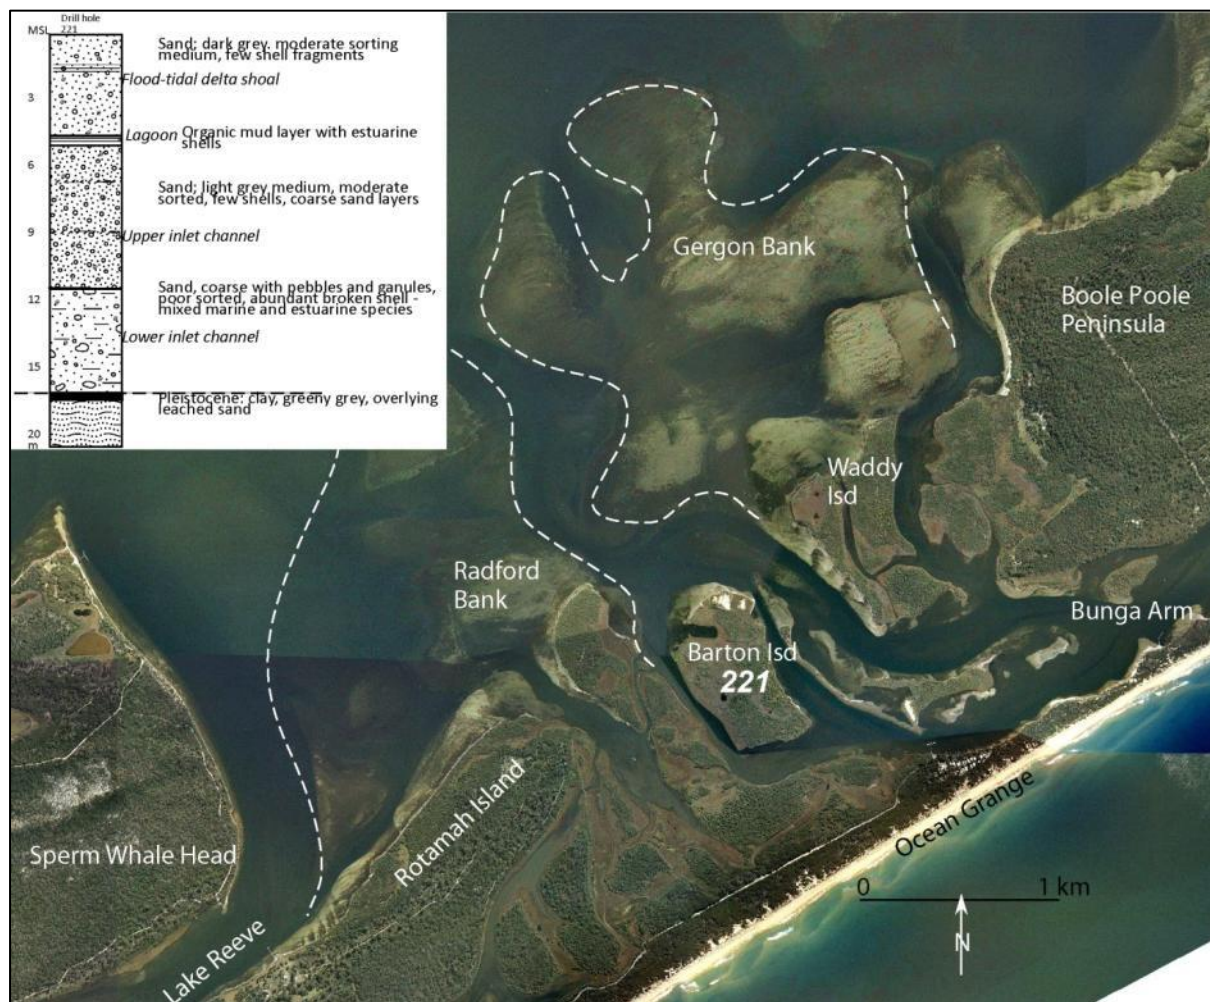 Drill hole
221
MSL
Sand; dark grey. moderate sorting
medium, few shell fragments
Flood-tidal delta shoal
3
Lagoon Organic mud layer with estuarine
shells
6
Sand; light grey medium, moderate
sorted, few shells, coarse sand layers
9
Upper inlet channel
Sand, coarse with pebbles and ganules,
poor sorted, abundant broken shell -
mixed marine and estuarine species
12
Lower inlet channel
15
Pleistocene: clay, greeny grey, overlying
leached sand
20
m
Gergon Bank
Boole Poole
Peninsula
Waddy
Isd
Radford
Bank
Bunga Arm
Barton Isd
221
Sperm Whale Head
Rotamah Island
Ocean Grange
Lake Reeve
0 1 km
N